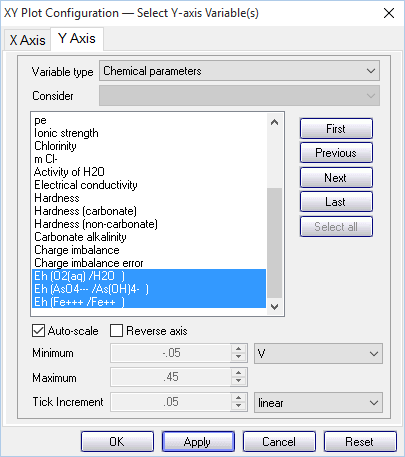 XY Plot Configuration — Select Y-axis Variable(s)
X Axis
Y Axis
Variable type
Chemical parameters
Consider
pe
Ionic strength
Chlorinity
m Cl-
Activity of H2O
Electrical conductivity
Hardness
Hardness (carbonate)
Hardness (non-carbonate)
Carbonate alkalinity
Charge imbalance
Charge imbalance error
Eh (O2(aq) /H2O  )
Eh (AsO4--- /As(OH)4-  )
Eh (Fe+++ /Fe++  )
First
Previous
Next
Last
Select all
Auto-scale
Reverse axis
Minimum
-.05
V
Maximum
.45
Tick Increment
.05
linear
OK
Apply
Cancel
Reset